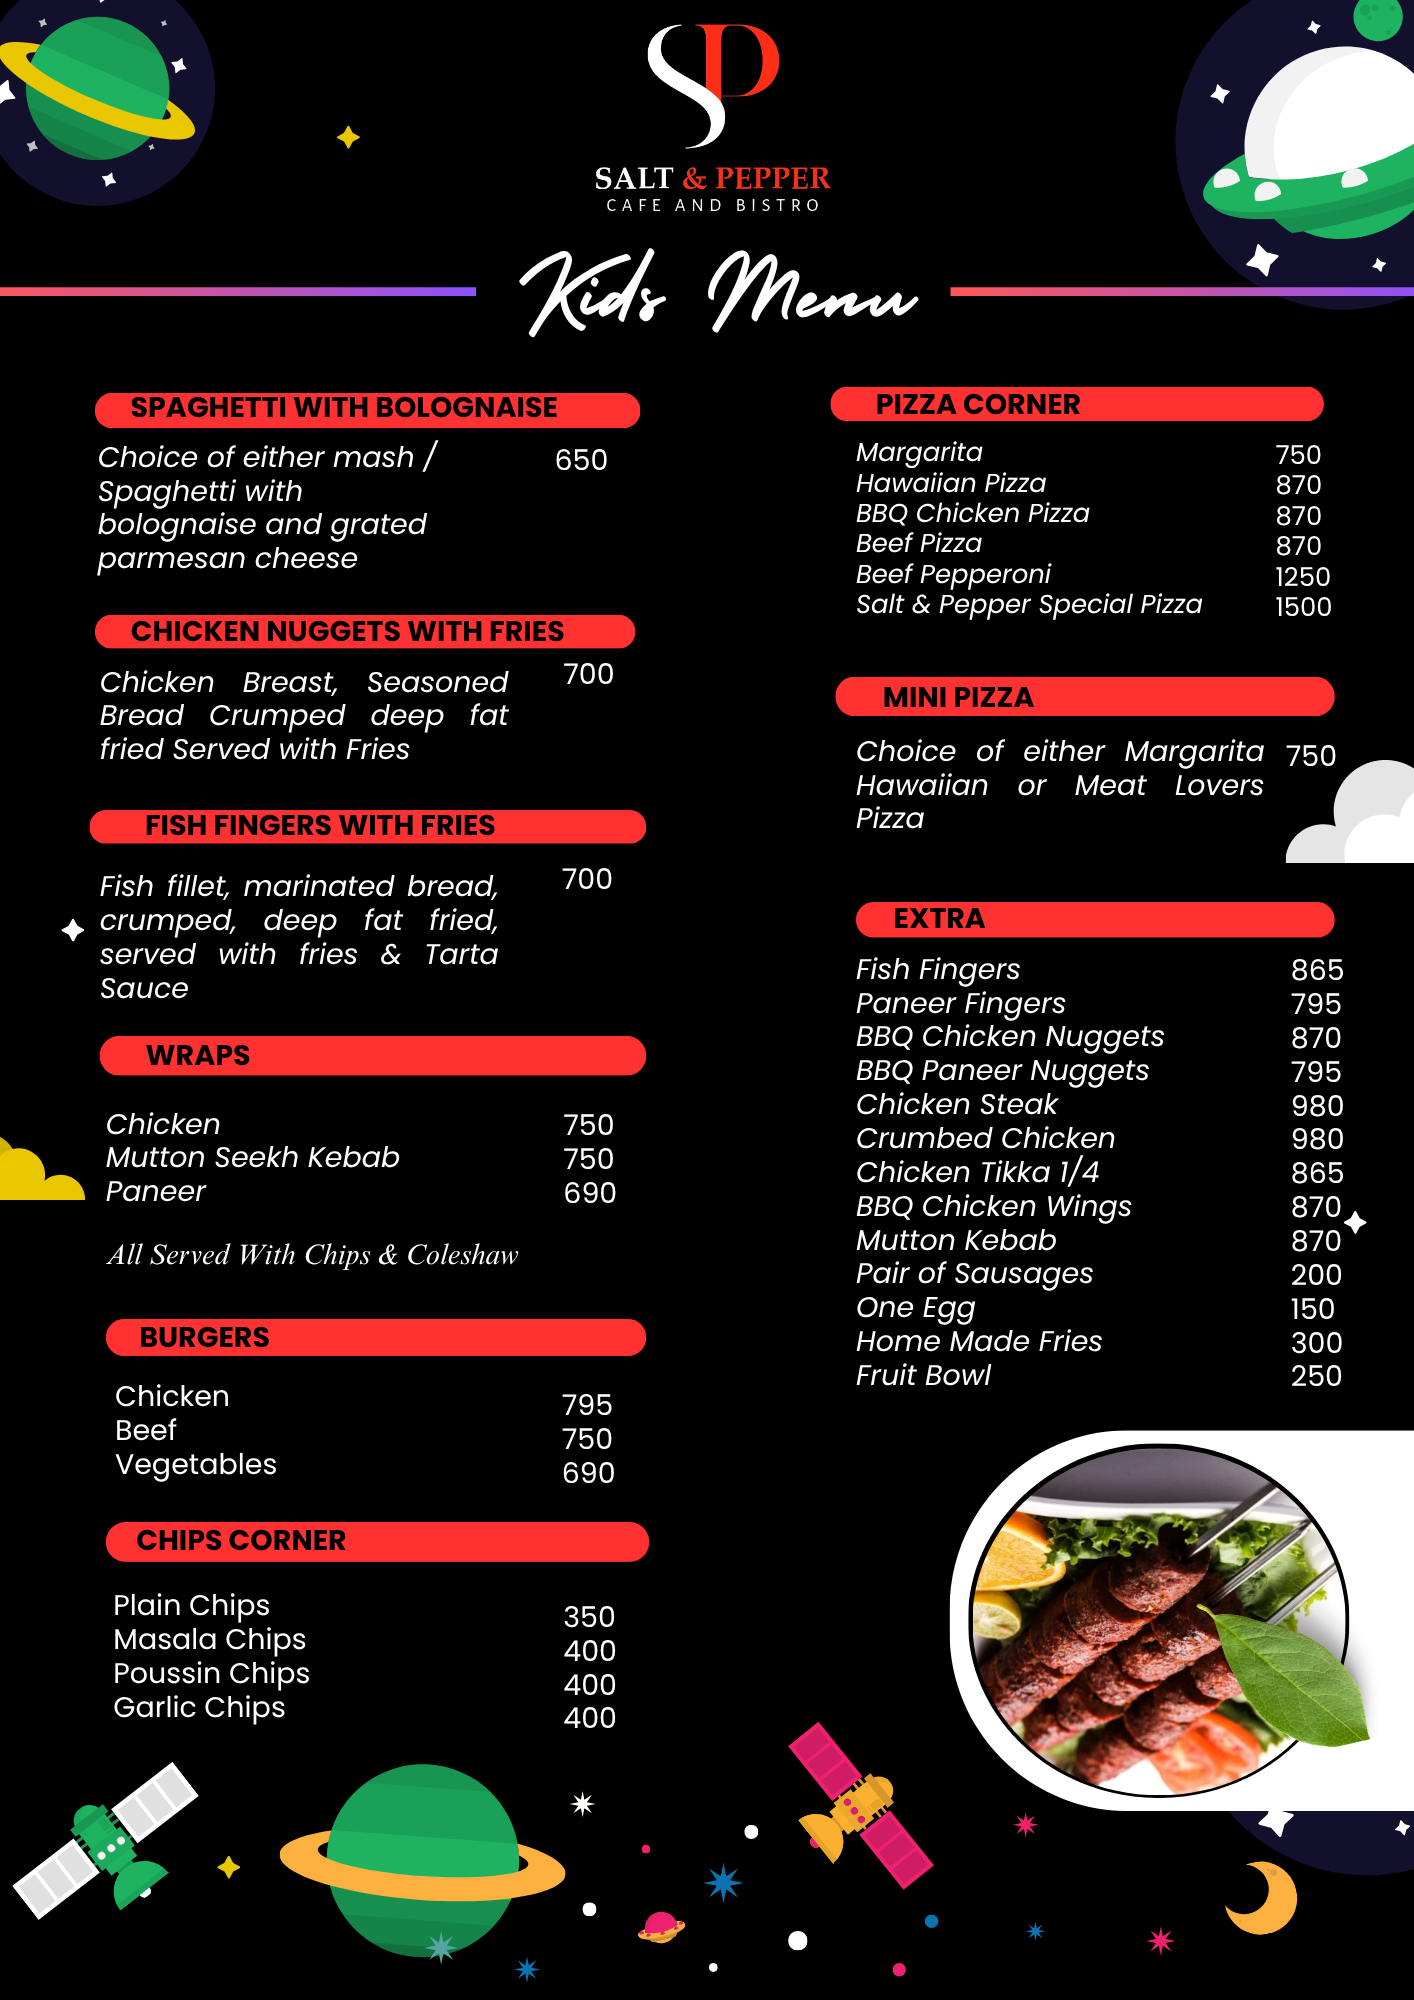 SP
SALT & PEPPER
CAFE AND BISTRO
Kids Menu
SPAGHETTI WITH BOLOGNAISE
Choice of either mash / 650
Spaghetti with
bolognaise and grated
parmesan cheese
CHICKEN NUGGETS WITH FRIES
Chicken Breast, Seasoned 700
Bread Crumped deep fat
fried Served with Fries
FISH FINGERS WITH FRIES
Fish fillet, marinated bread, 700
crumped, deep fat fried,
served with fries & Tarta
Sauce
WRAPS
Chicken 750
Mutton Seekh Kebab 750
Paneer 690
All Served With Chips & Coleshaw
BURGERS
Chicken 795
Beef 750
Vegetables 690
CHIPS CORNER
Plain Chips 350
Masala Chips 400
Poussin Chips 400
Garlic Chips 400
PIZZA CORNER
Margarita 750
Hawaiian Pizza 870
BBQ Chicken Pizza 870
Beef Pizza 870
Beef Pepperoni 1250
Salt & Pepper Special Pizza 1500
MINI PIZZA
Choice of either Margarita 750
Hawaiian or Meat Lovers
Pizza
EXTRA
Fish Fingers 865
Paneer Fingers 795
BBQ Chicken Nuggets 870
BBQ Paneer Nuggets 795
Chicken Steak 980
Crumbed Chicken 980
Chicken Tikka 1/4 865
BBQ Chicken Wings 870
Mutton Kebab 870
Pair of Sausages 200
One Egg 150
Home Made Fries 300
Fruit Bowl 250